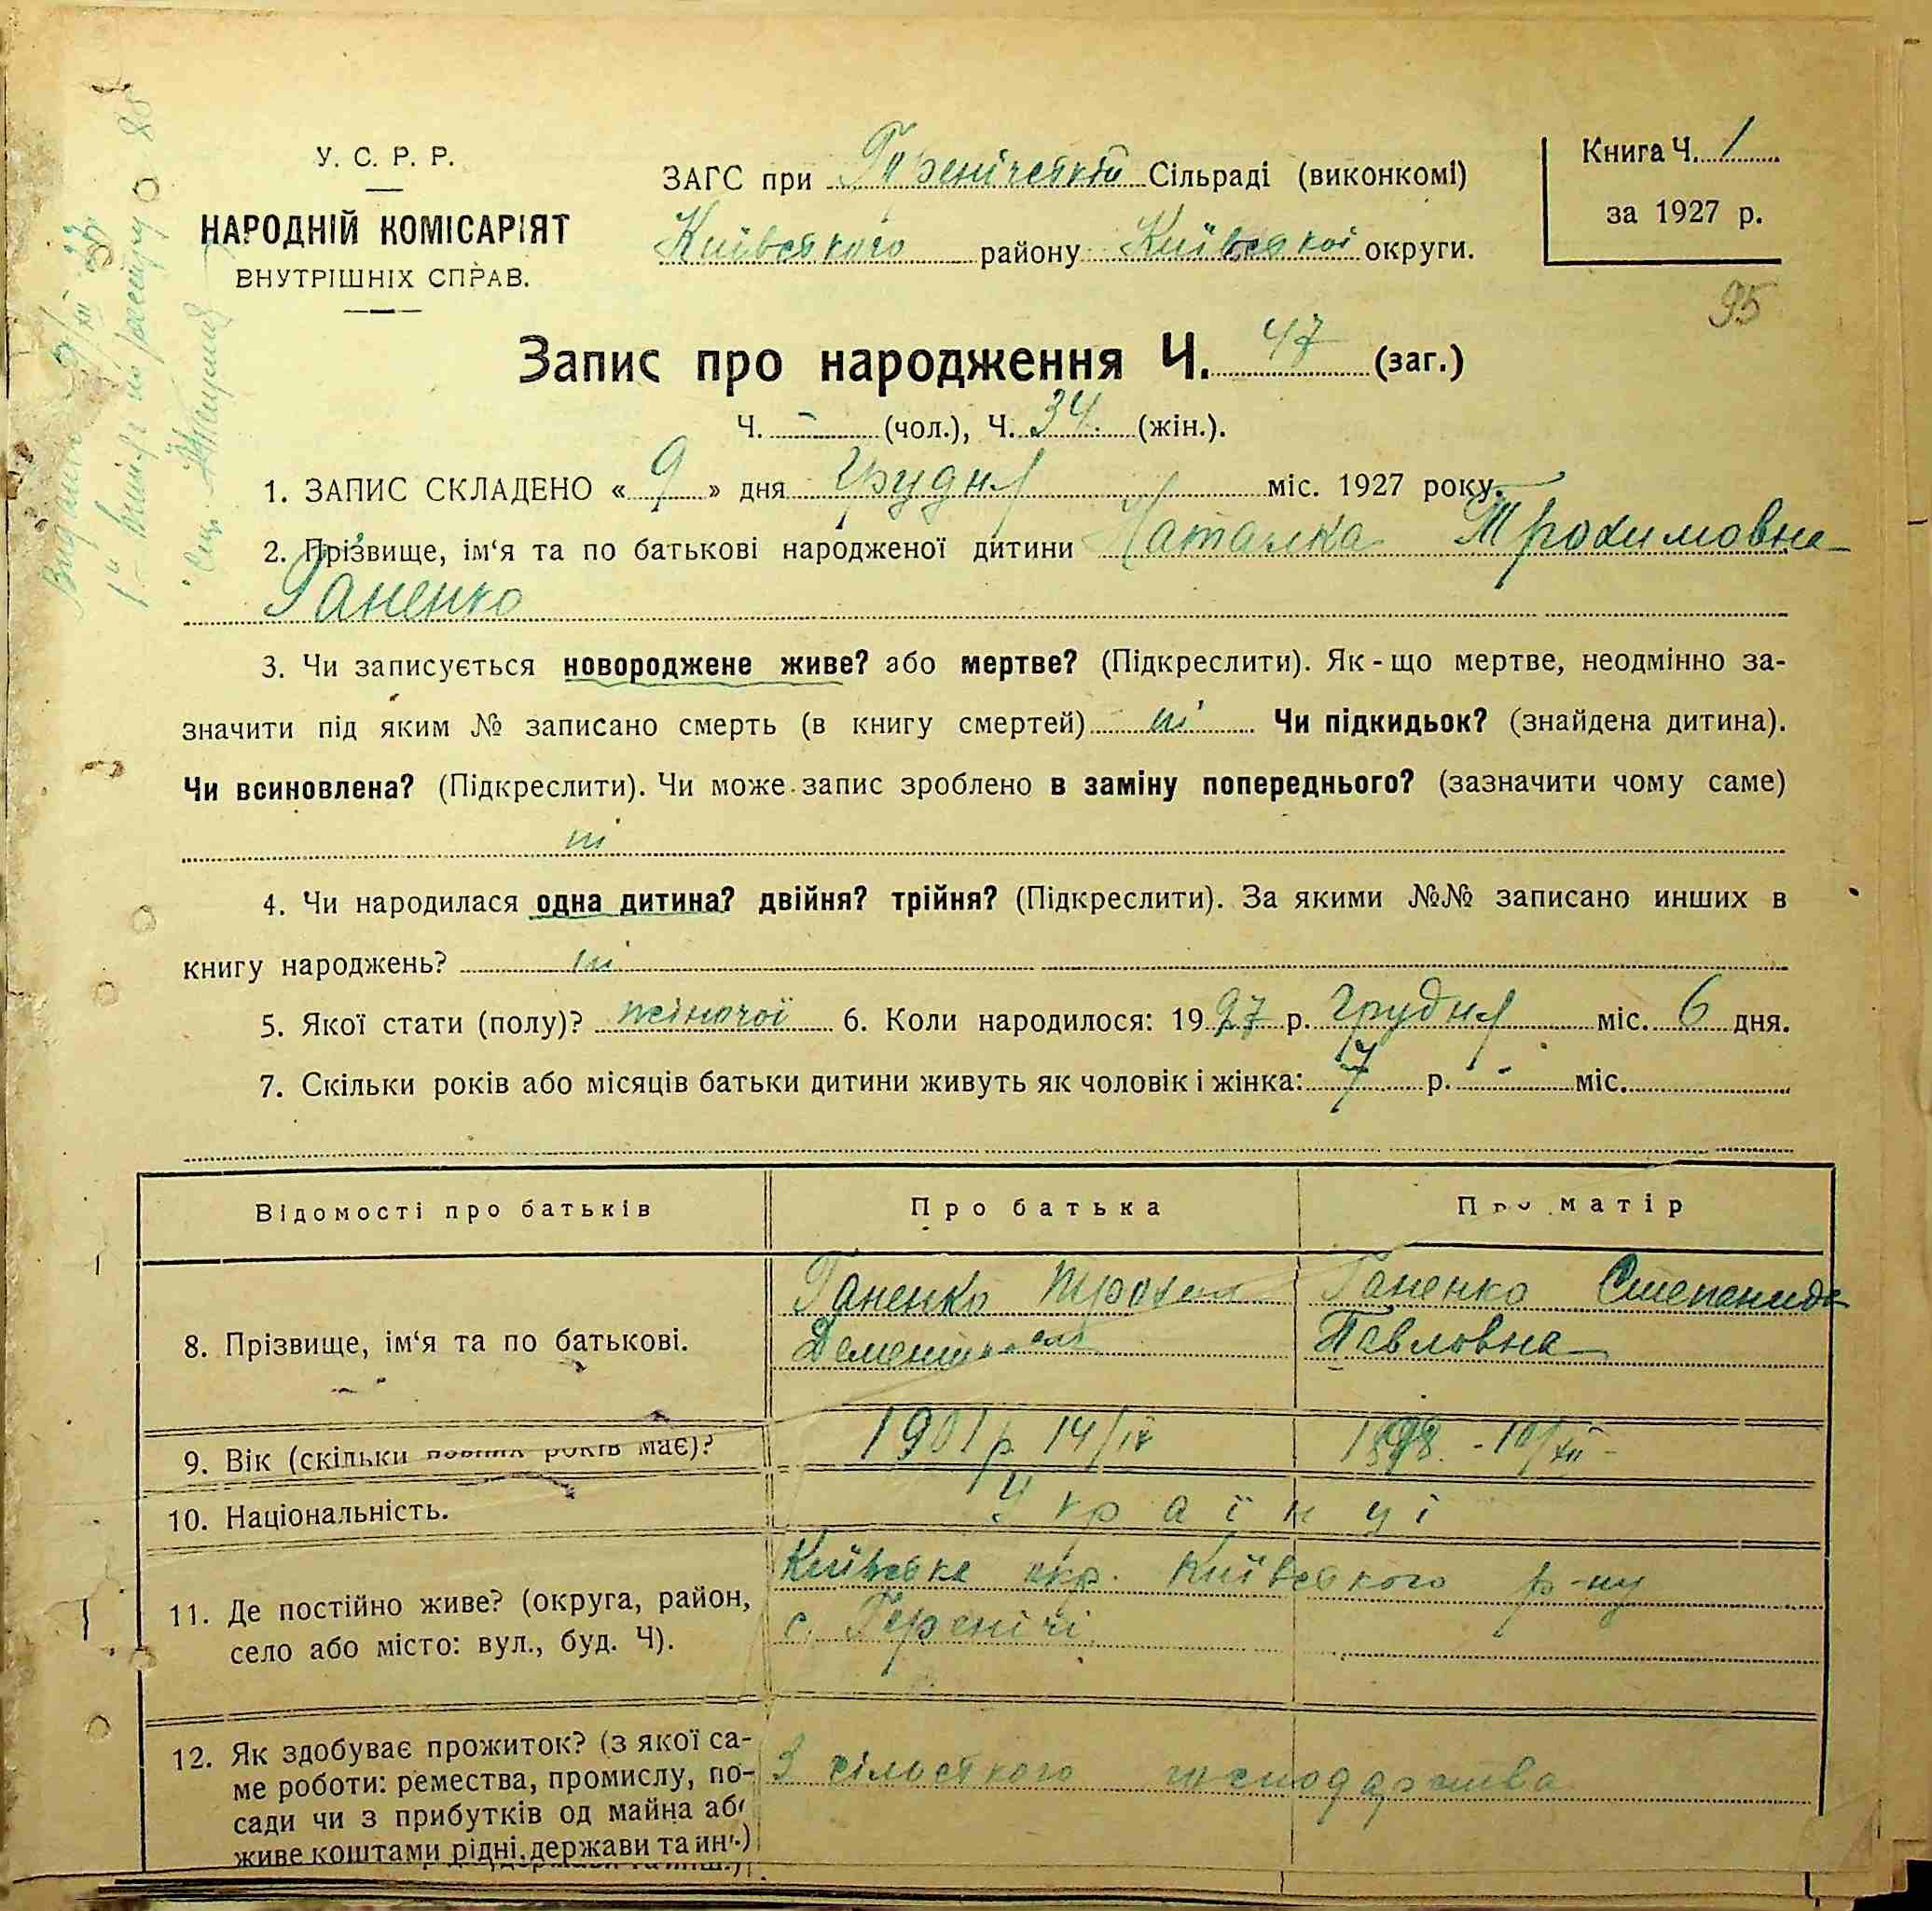 У. С. Р. Р.
НАРОДНІЙ КОМІСАРІЯТ
ВНУТРІШНІХ СПРАВ.
ЗАГС при Гореніческій Сільраді (виконкомі)
Київського району Київської округи.
Книга Ч. 1
за 1927 р.
95
Запис про народження Ч. 47 (заг.)
Ч. - (чол.), Ч. 34. (жін.).
1. ЗАПИС СКЛАДЕНО « 9 » дня Грудня міс. 1927 року.
2. Прізвище, ім‘я та по батькові народженої дитини Наталка Трохимовна
Ганенко
3. Чи записується новороджене живе? або мертве? (Підкреслити). Як-що мертве, неодмінно за-
значити під яким № записано смерть (в книгу смертей) ні Чи підкидьок? (знайдена дитина).
Чи всиновлена? (Підкреслити). Чи може запис зроблено в заміну попереднього? (зазначити чому саме)
ні
4. Чи народилася одна дитина? двійня? трійня? (Підкреслити). За якими №№ записано инших в
книгу народжень? ні
5. Якої стати (полу)? жіночої 6. Коли народилося: 1927 р. Грудня міс. 6 дня.
7. Скільки років або місяців батьки дитини живуть як чоловік і жінка: 7 р. - міс.
Відомості про батьків Про батька Про матір
8. Прізвище, ім‘я та по батькові.
Ганенко Трохим Ганенко Степанида
Павловна
9. Вік (скільки повних років має)? 1901 р 14/IV 1898. - 10/XII -
10. Національність. Українці
11. Де постійно живе? (округа, район,
село або місто: вул., буд. Ч).
Київське окр. Київського р-ну
с. Гореничі
12. Як здобуває прожиток? (з якої са-
ме роботи: ремества, промислу, по-
сади чи з прибутків од майна або
живе коштами рідні, держави та ин.)
З сілоського господарства